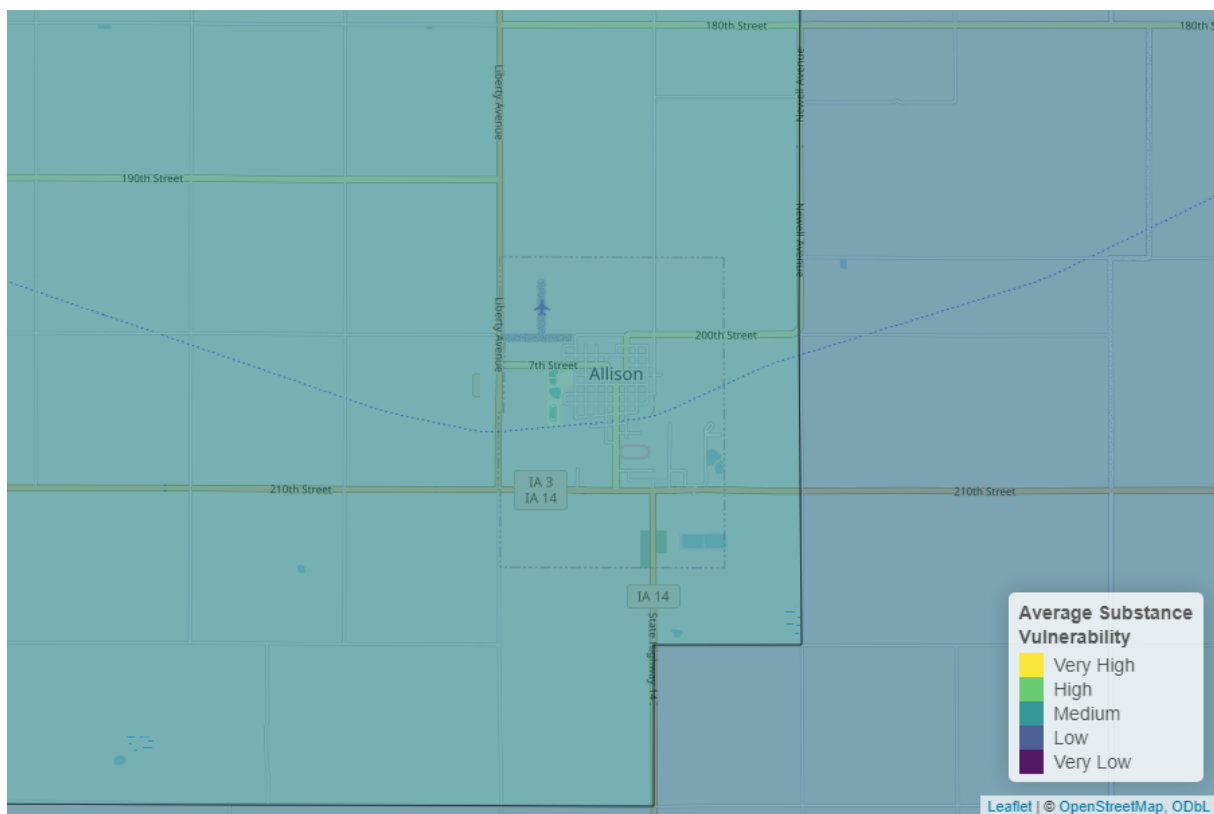 180th Street
180th S
Liberty Avenue
Newell Avenue
190th Street
Newell Avenue
Liberty Avenue
200th Street
7th Street
Allison
210th Street
IA 3
IA 14
210th Street
IA 14
State Highway 14
Average Substance
Vulnerability
Very High
High
Medium
Low
Very Low
Leaflet | © OpenStreetMap, ODbL